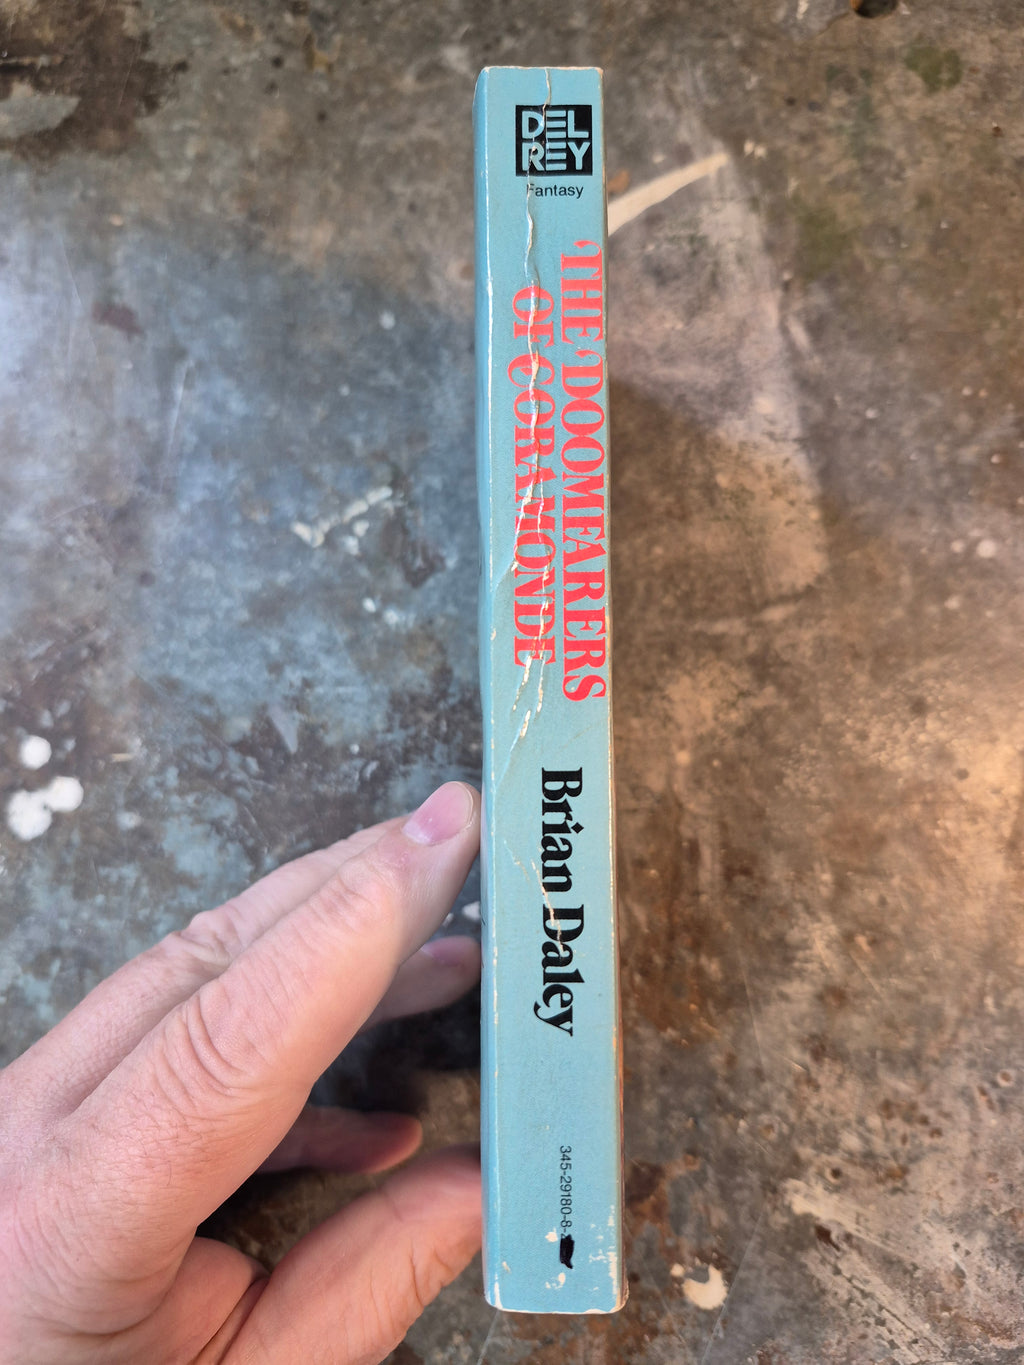 DEL
REY
Fantasy
THE DOOMFARERS
OF CORAMONDE
Brian Daley
345-29180-8-